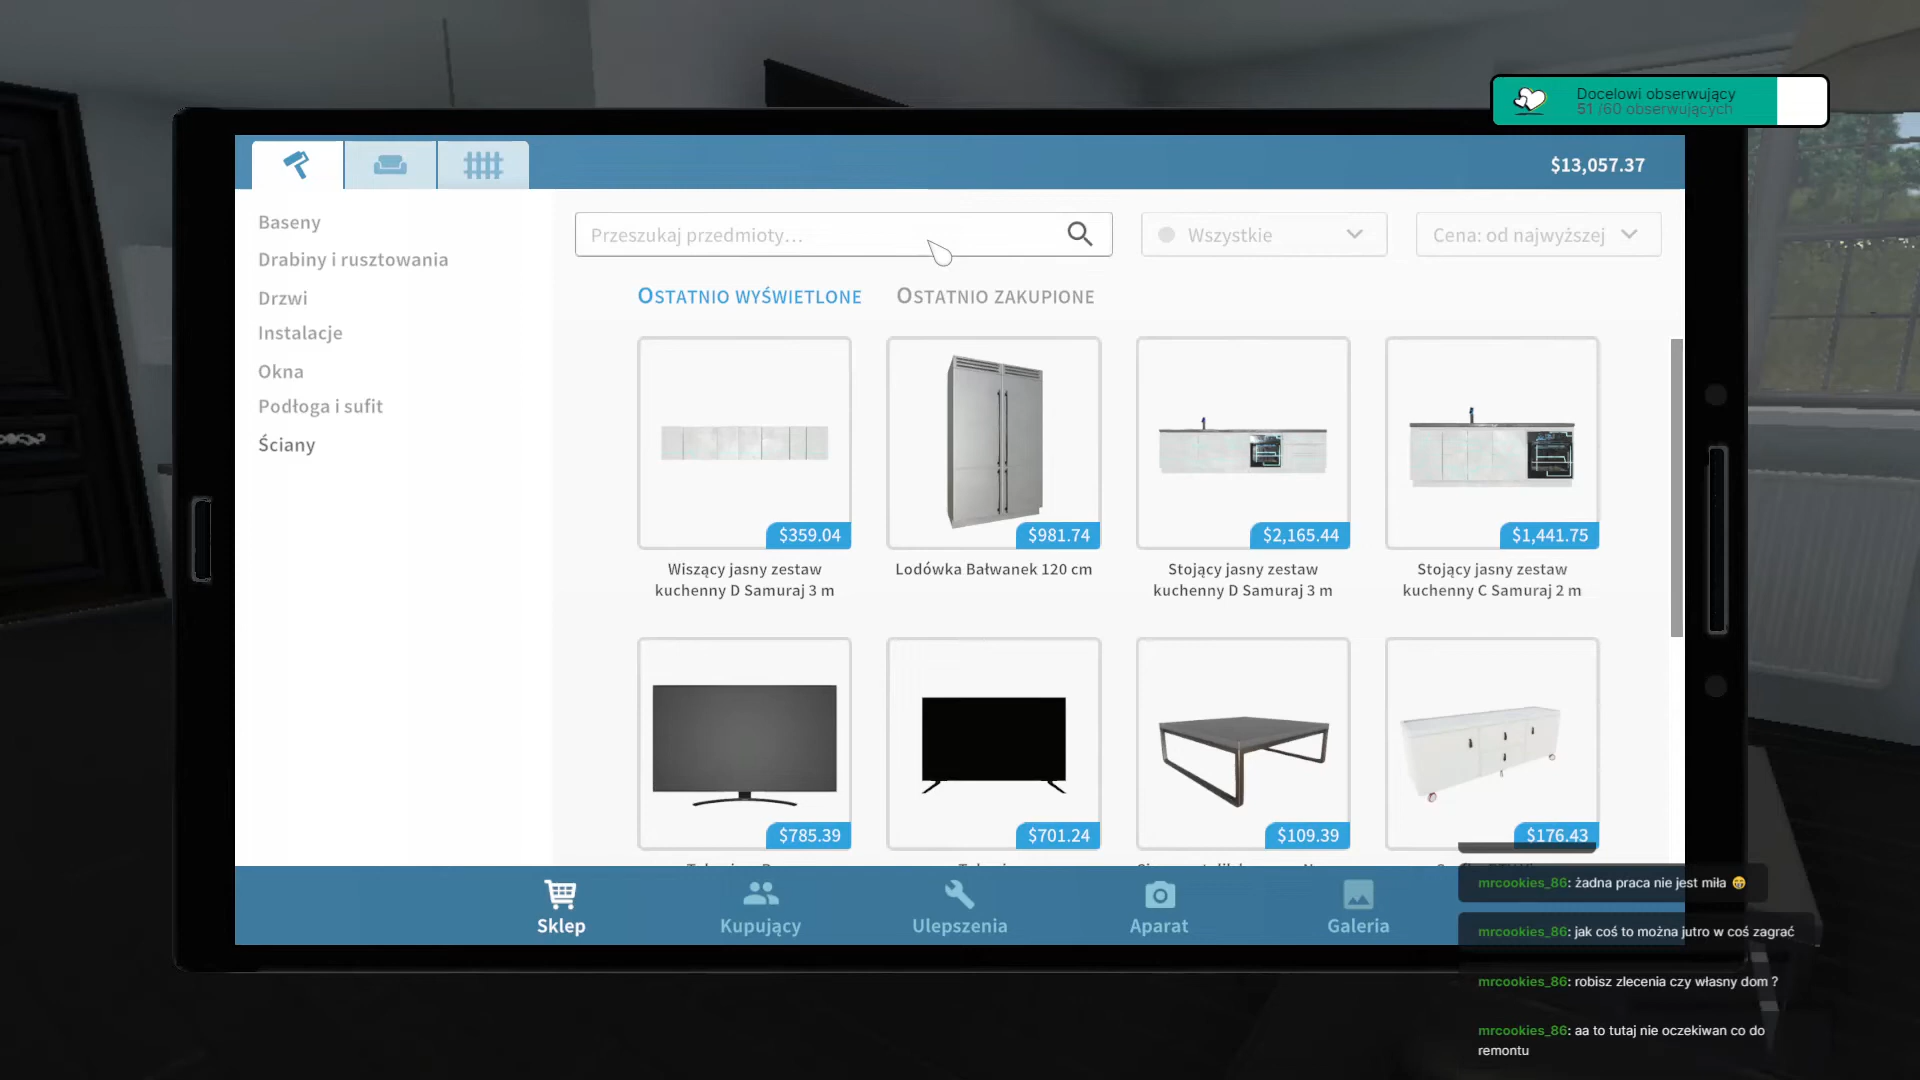 Docelowi obserwujący
51 /60 obserwujących
$13,057.37
Baseny
Drabiny i rusztowania
Drzwi
Instalacje
Okna
Podłoga i sufit
Ściany
Przeszukaj przedmioty...
Wszystkie
Cena: od najwyższej
OSTATNIO WYŚWIETLONE
OSTATNIO ZAKUPIONE
$359.04
$981.74
$2,165.44
$1,441.75
Wiszący jasny zestaw
kuchenny D Samuraj 3 m
Lodówka Bałwanek 120 cm
Stojący jasny zestaw
kuchenny D Samuraj 3 m
Stojący jasny zestaw
kuchenny C Samuraj 2 m
$785.39
$701.24
$109.39
$176.43
Sklep
Kupujący
Ulepszenia
Aparat
Galeria
mrcookies_86: żadna praca nie jest miła 😁
mrcookies_86: jak coś to można jutro w coś zagrać
mrcookies_86: robisz zlecenia czy własny dom ?
mrcookies_86: aa to tutaj nie oczekiwan co do
remontu